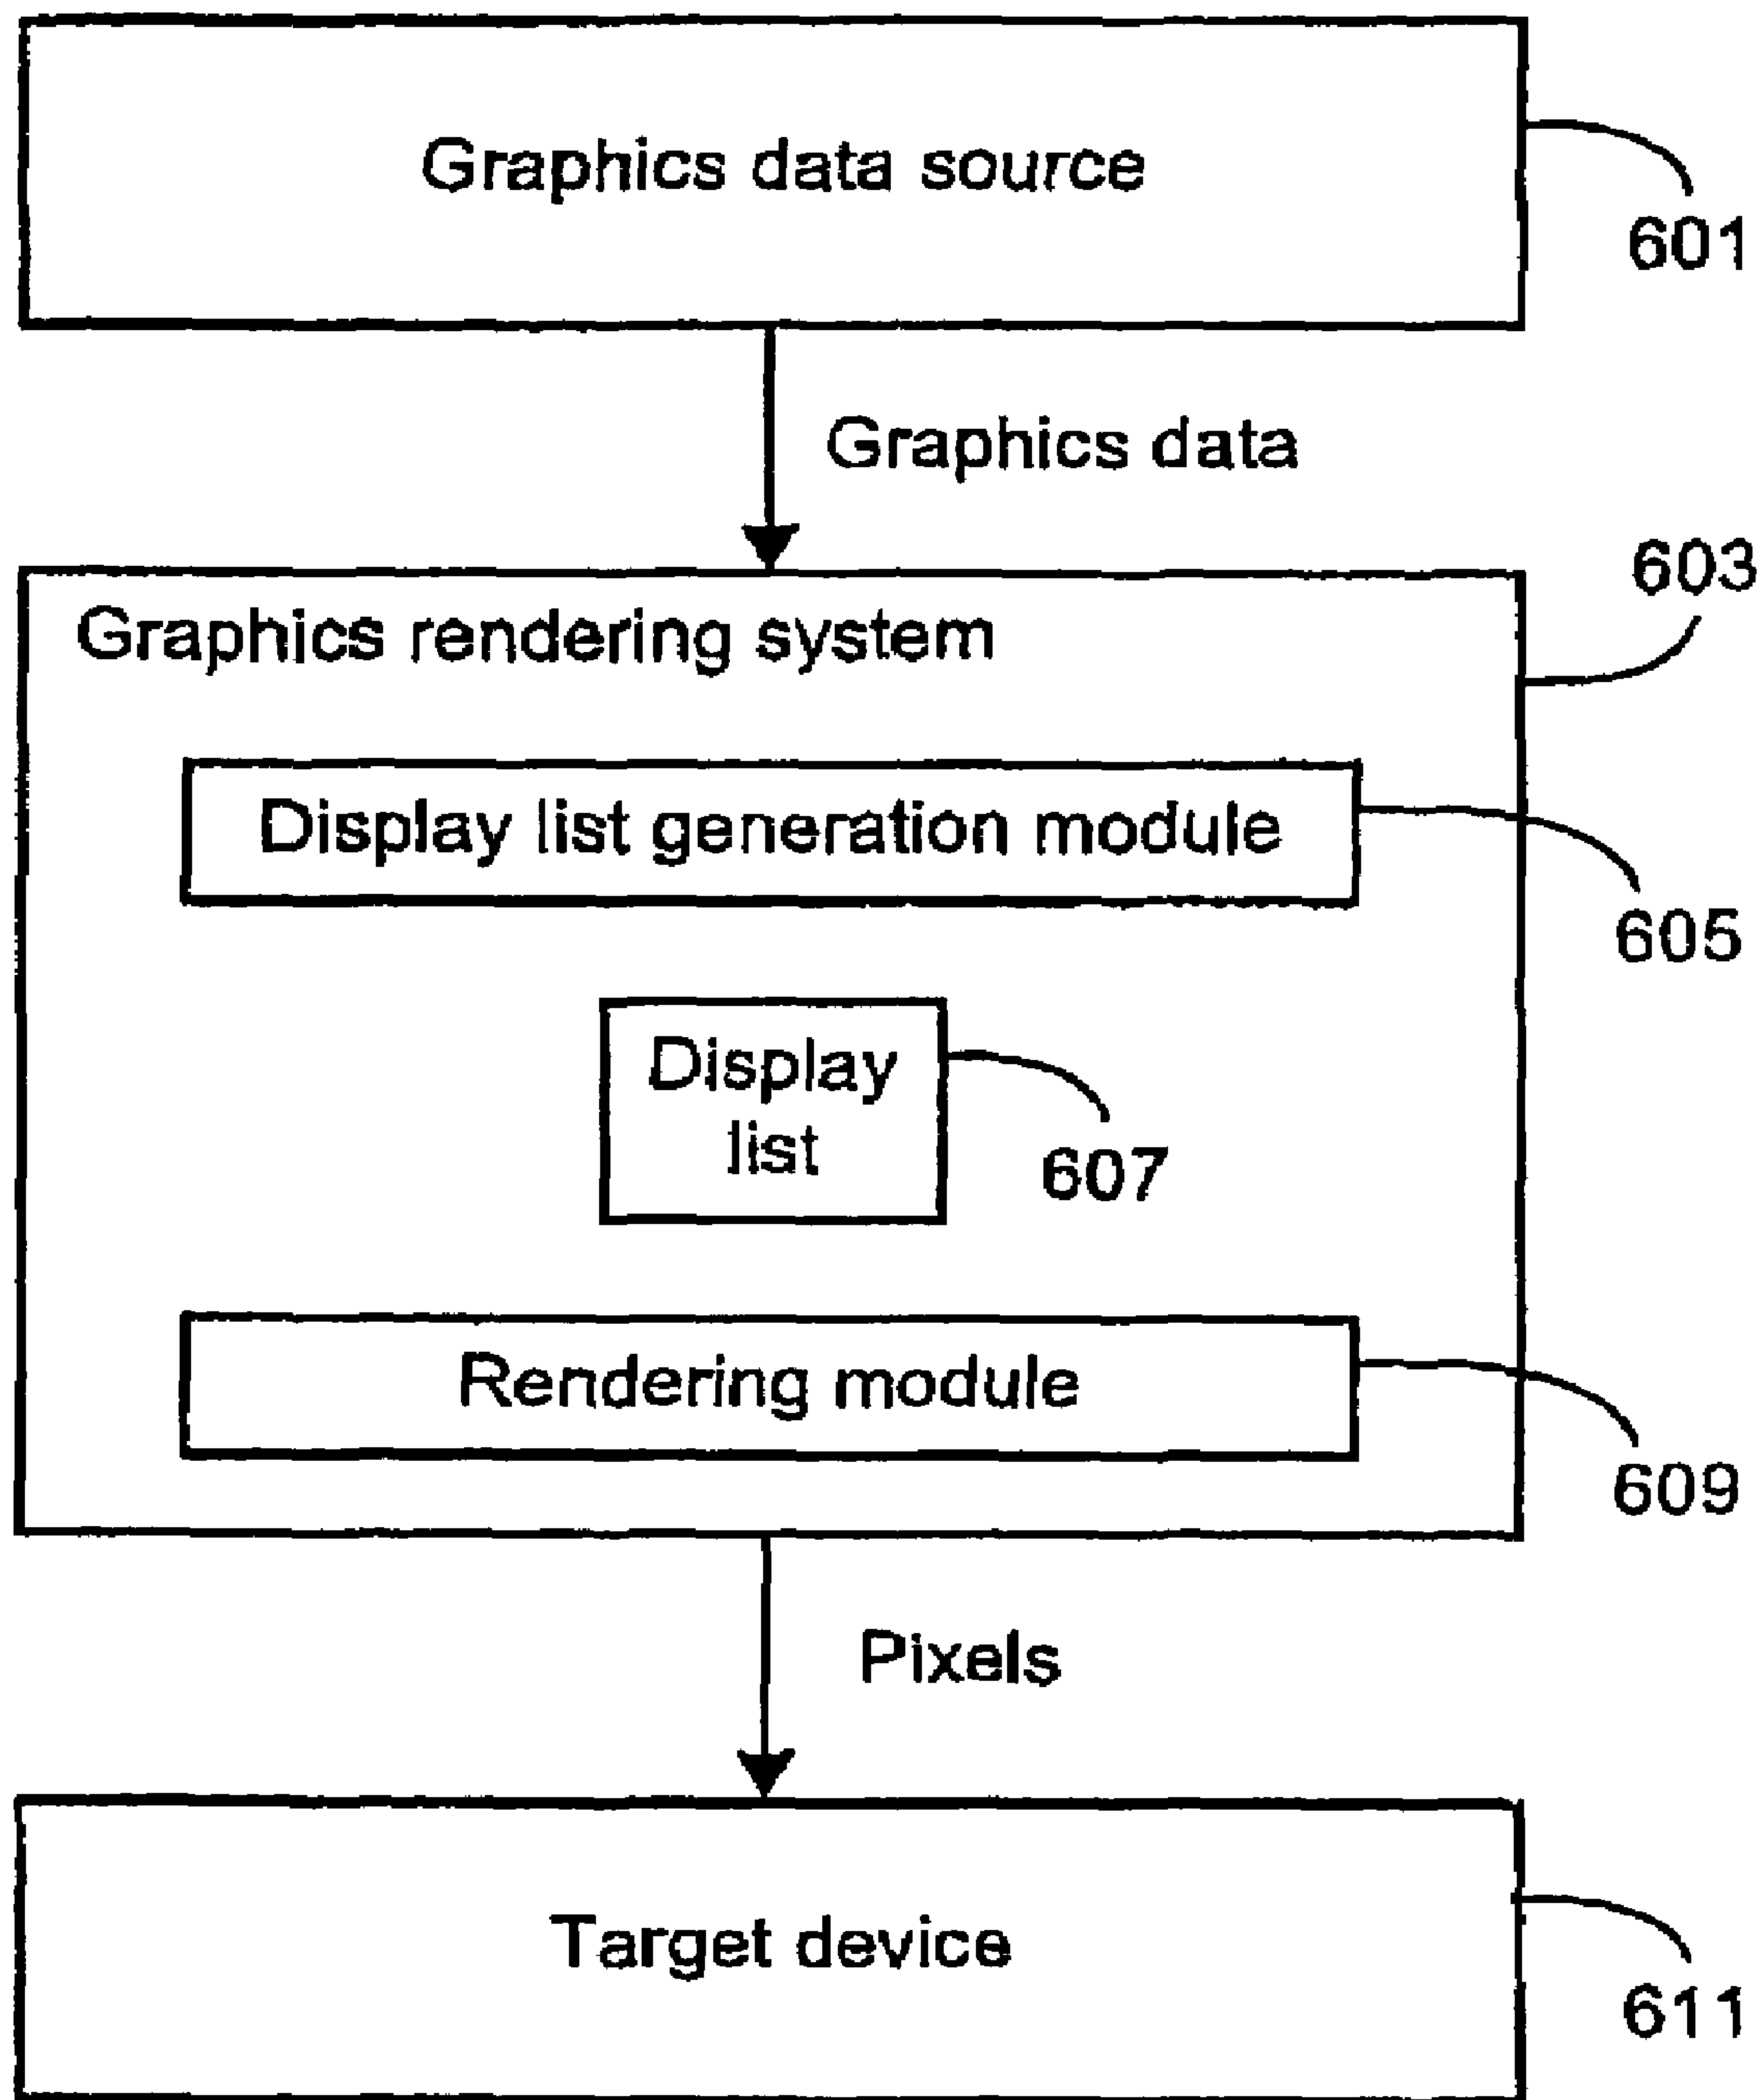 Graphics data source
601
Graphics data
603
Graphics rendering system
Display list generation module
605
Display
list
607
Rendering module
609
Pixels
Target device
611